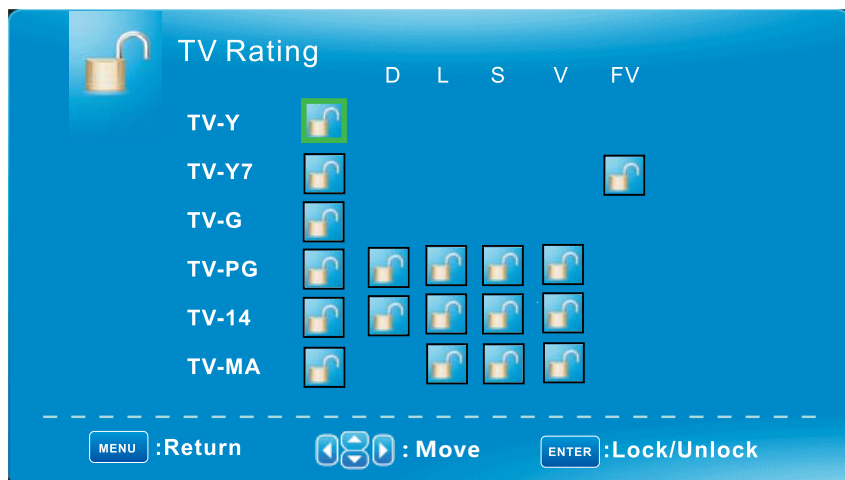 TV Rating
D L S V FV
TV-Y
TV-Y7
TV-G
TV-PG
TV-14
TV-MA
MENU :Return : Move ENTER :Lock/Unlock